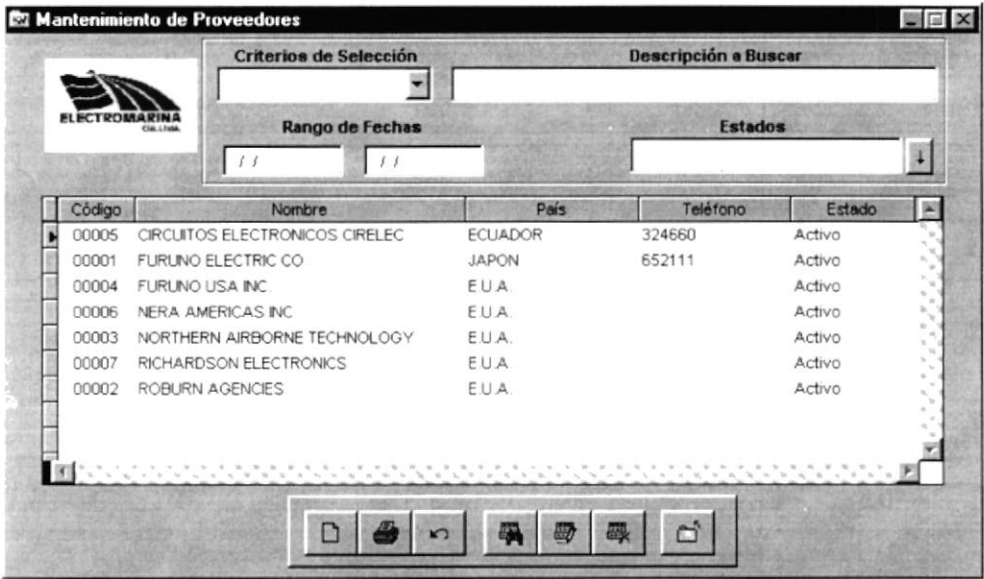 Mantenimiento de Proveedores
Criterios de Selección Descripción a Buscar
ELECTROMARINA
CIA. LTDA.
Rango de Fechas Estados
/ / / /
Código Nombre País Teléfono Estado
00005 CIRCUITOS ELECTRONICOS CIRELEC ECUADOR 324660 Activo
00001 FURUNO ELECTRIC CO JAPON 652111 Activo
00004 FURUNO USA INC. E.U.A. Activo
00006 NERA AMERICAS INC E.U.A. Activo
00003 NORTHERN AIRBORNE TECHNOLOGY E.U.A. Activo
00007 RICHARDSON ELECTRONICS E.U.A Activo
00002 ROBURN AGENCIES E.U.A. Activo